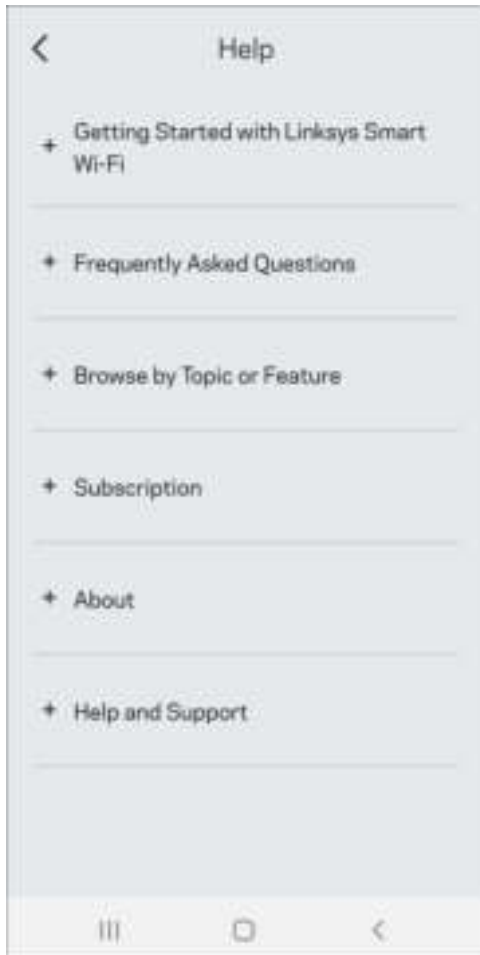 Help
Getting Started with Linksys Smart
Wi-Fi
Frequently Asked Questions
Browse by Topic or Feature
Subscription
About
Help and Support